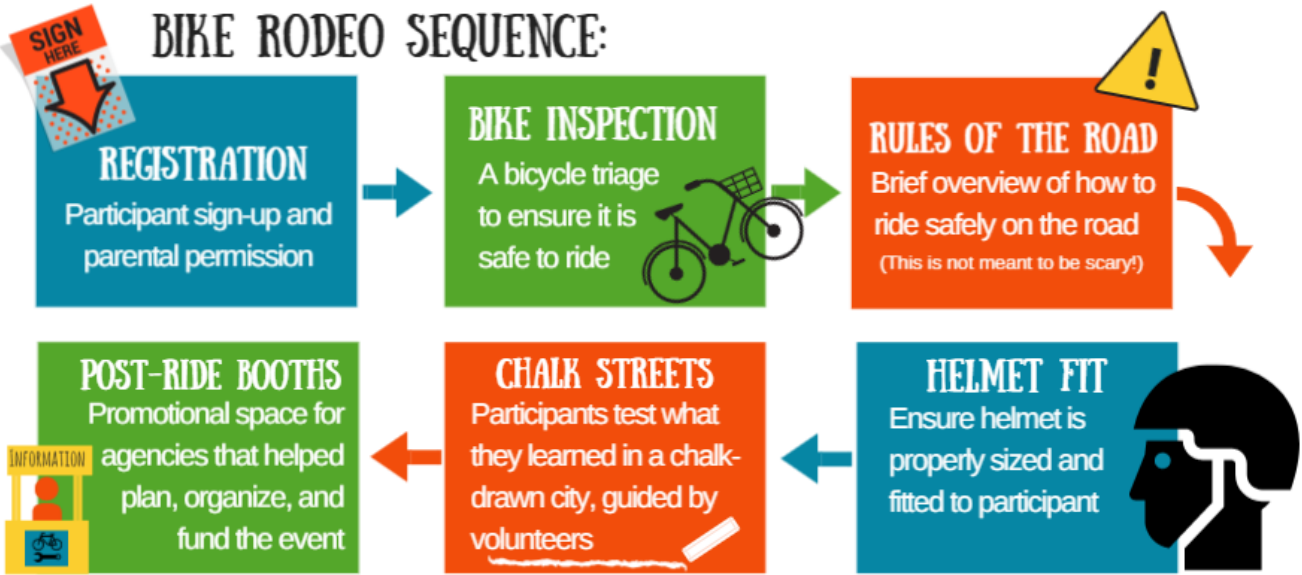 SIGN
HERE
BIKE RODEO SEQUENCE:
REGISTRATION
Participant sign-up and
parental permission
BIKE INSPECTION
A bicycle triage
to ensure it is
safe to ride
RULES OF THE ROAD
Brief overview of how to
ride safely on the road
(This is not meant to be scary!)
HELMET FIT
Ensure helmet is
properly sized and
fitted to participant
CHALK STREETS
Participants test what
they learned in a chalk-
drawn city, guided by
volunteers
POST-RIDE BOOTHS
Promotional space for
agencies that helped
plan, organize, and
fund the event
INFORMATION